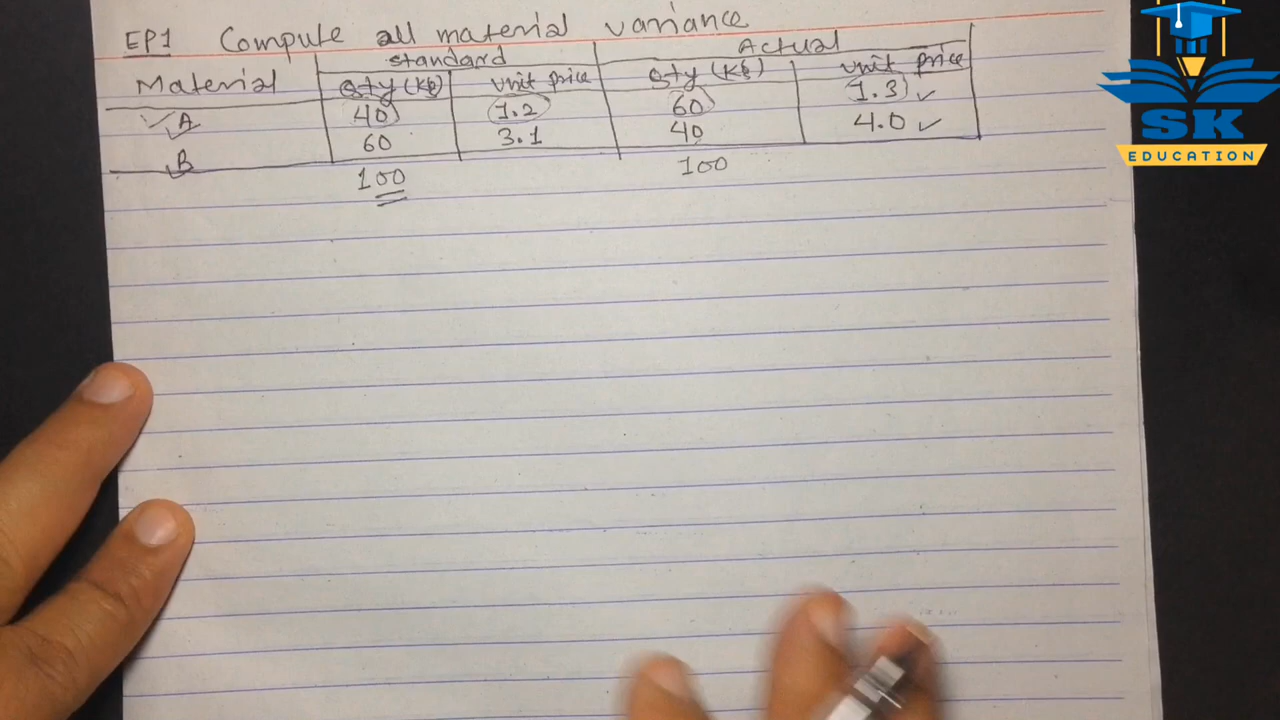 EP1 Compute all material variance
Standard Actual
Material Qty (Kg) Unit price Qty (Kg) Unit price
A 40 1.2 60 1.3
B 60 3.1 40 4.0
100 100
SK
EDUCATION